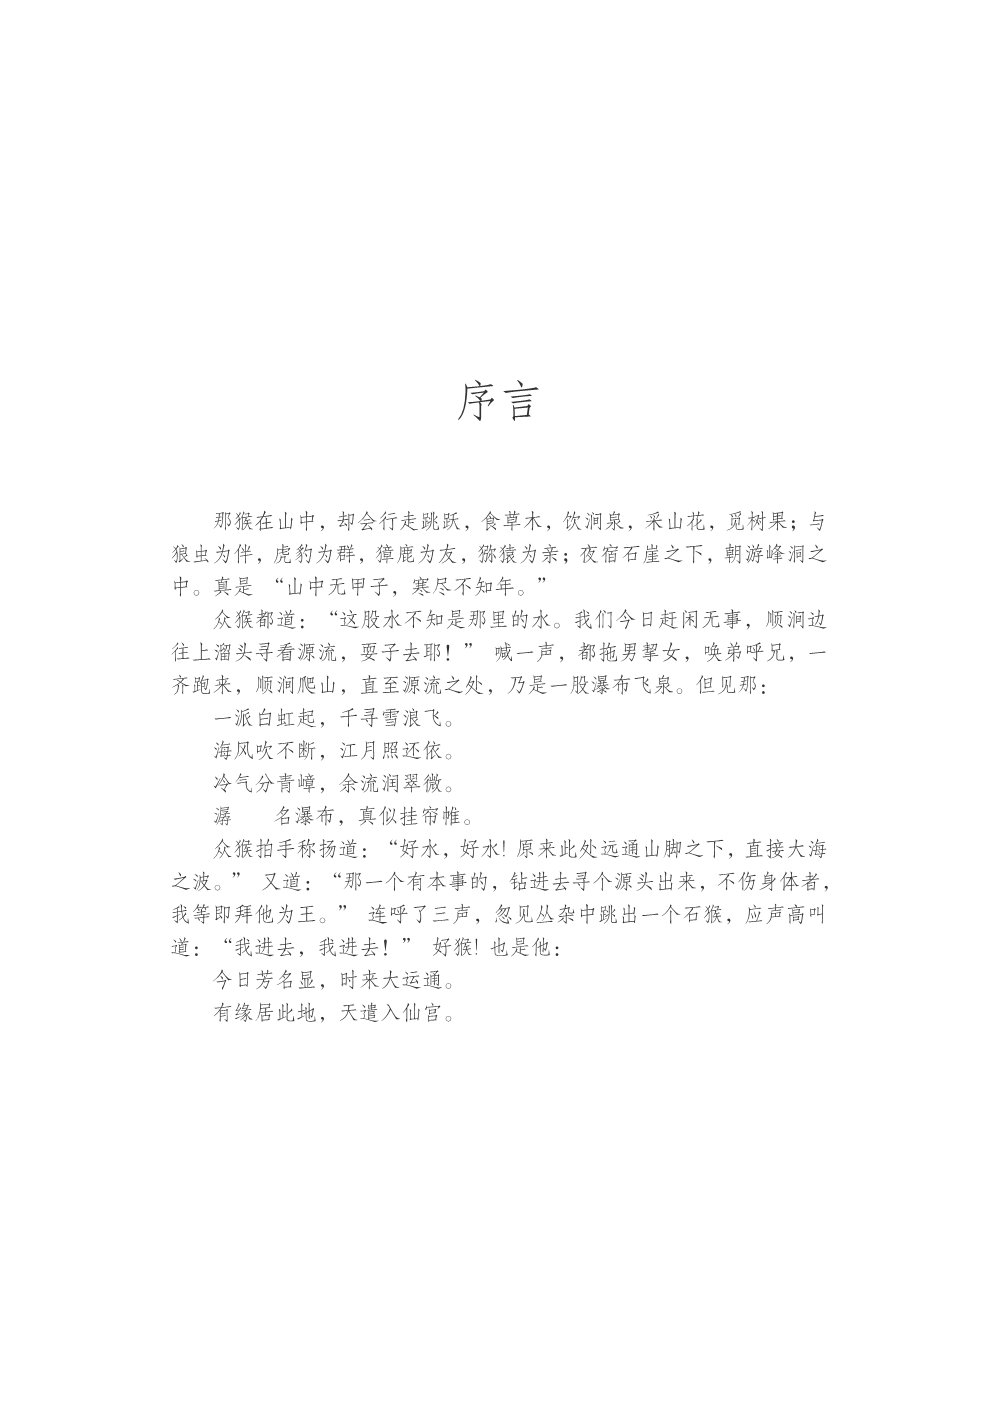 序言
那猴在山中，却会行走跳跃，食草木，饮涧泉，采山花，觅树果；与
狼虫为伴，虎豹为群，獐鹿为友，猕猿为亲；夜宿石崖之下，朝游峰洞之
中。真是 “山中无甲子，寒尽不知年。”
众猴都道：“这股水不知是那里的水。我们今日赶闲无事，顺涧边
往上溜头寻看源流，耍子去耶！” 喊一声，都拖男挈女，唤弟呼兄，一
齐跑来，顺涧爬山，直至源流之处，乃是一股瀑布飞泉。但见那：
一派白虹起，千寻雪浪飞。
海风吹不断，江月照还依。
冷气分青嶂，余流润翠微。
潺  名瀑布，真似挂帘帷。
众猴拍手称扬道：“好水，好水！原来此处远通山脚之下，直接大海
之波。” 又道：“那一个有本事的，钻进去寻个源头出来，不伤身体者，
我等即拜他为王。” 连呼了三声，忽见丛杂中跳出一个石猴，应声高叫
道：“我进去，我进去！” 好猴！也是他：
今日芳名显，时来大运通。
有缘居此地，天遣入仙宫。